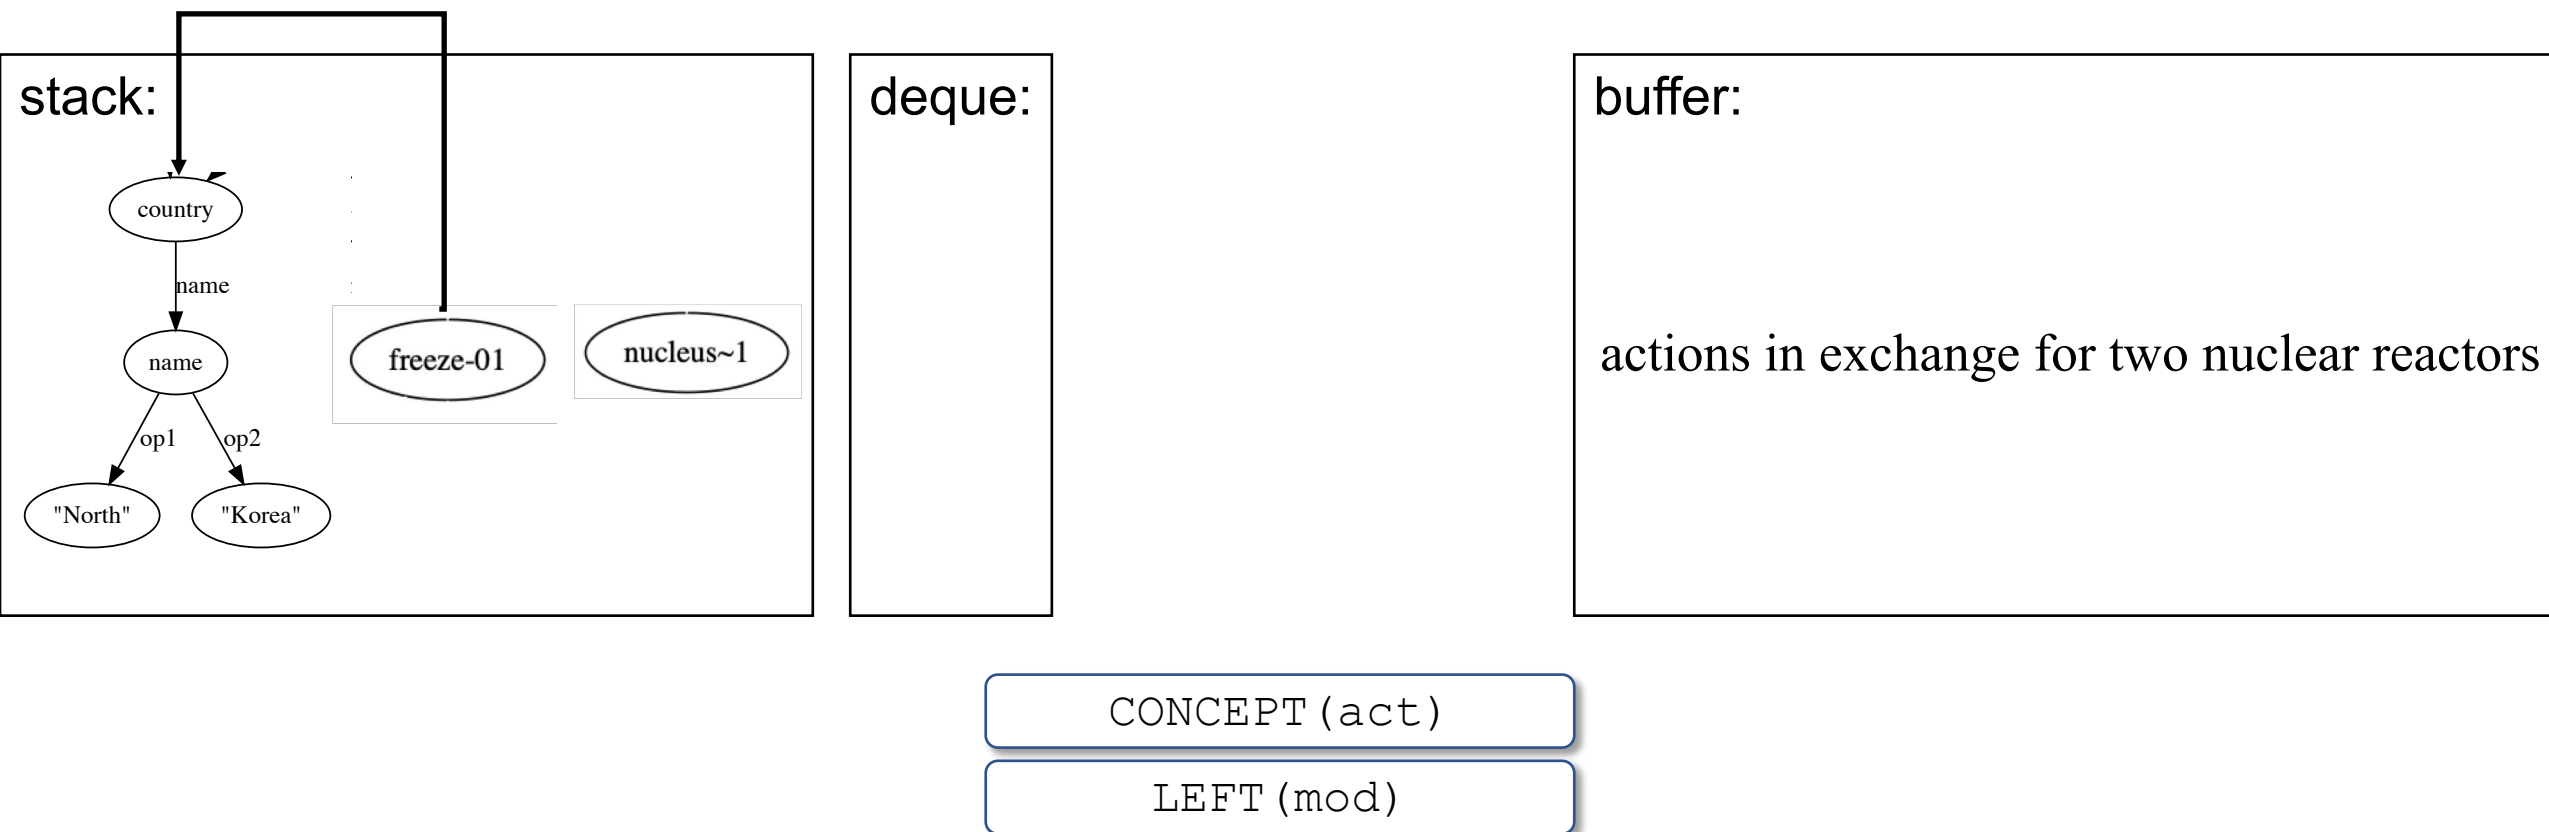 stack:
deque:
buffer:
country
name
name
op1
op2
"North"
"Korea"
freeze-01
nucleus~1
actions in exchange for two nuclear reactors
CONCEPT(act)
LEFT(mod)